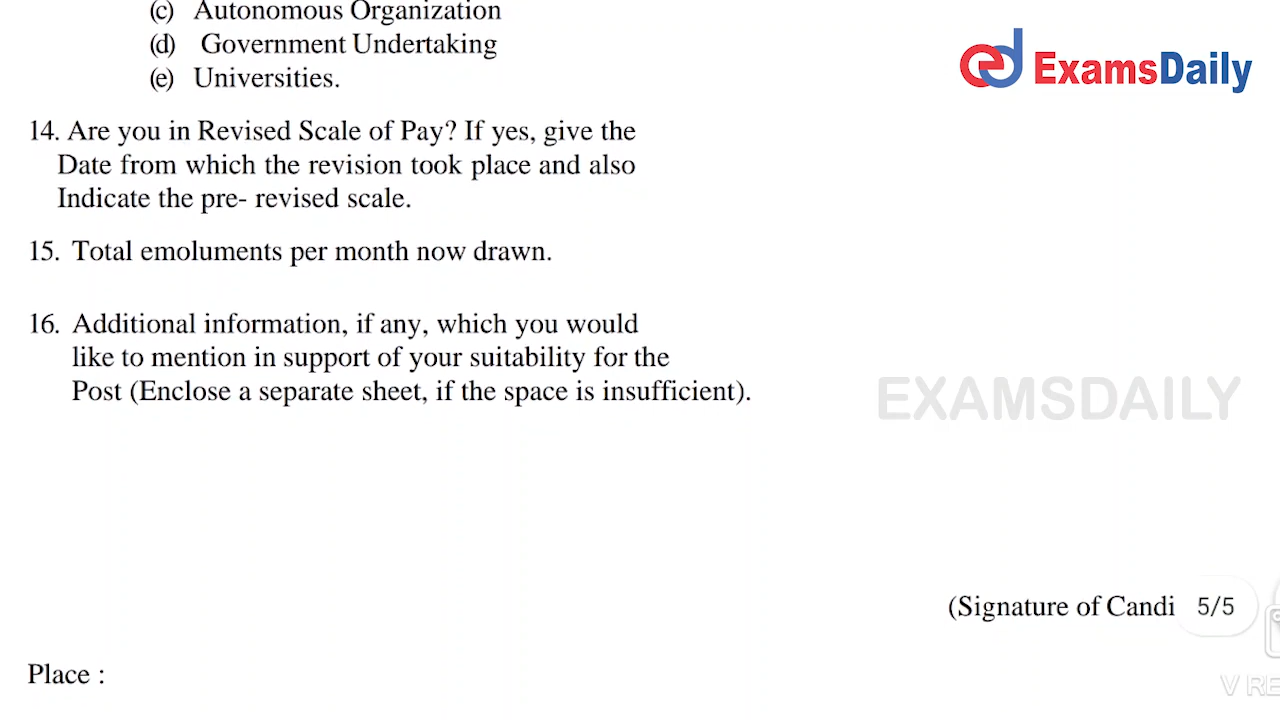 (c) Autonomous Organization
(d) Government Undertaking
(e) Universities.
ExamsDaily
14. Are you in Revised Scale of Pay? If yes, give the
Date from which the revision took place and also
Indicate the pre- revised scale.
15. Total emoluments per month now drawn.
16. Additional information, if any, which you would
like to mention in support of your suitability for the
Post (Enclose a separate sheet, if the space is insufficient).
EXAMSDAILY
(Signature of Candi 5/5
Place :